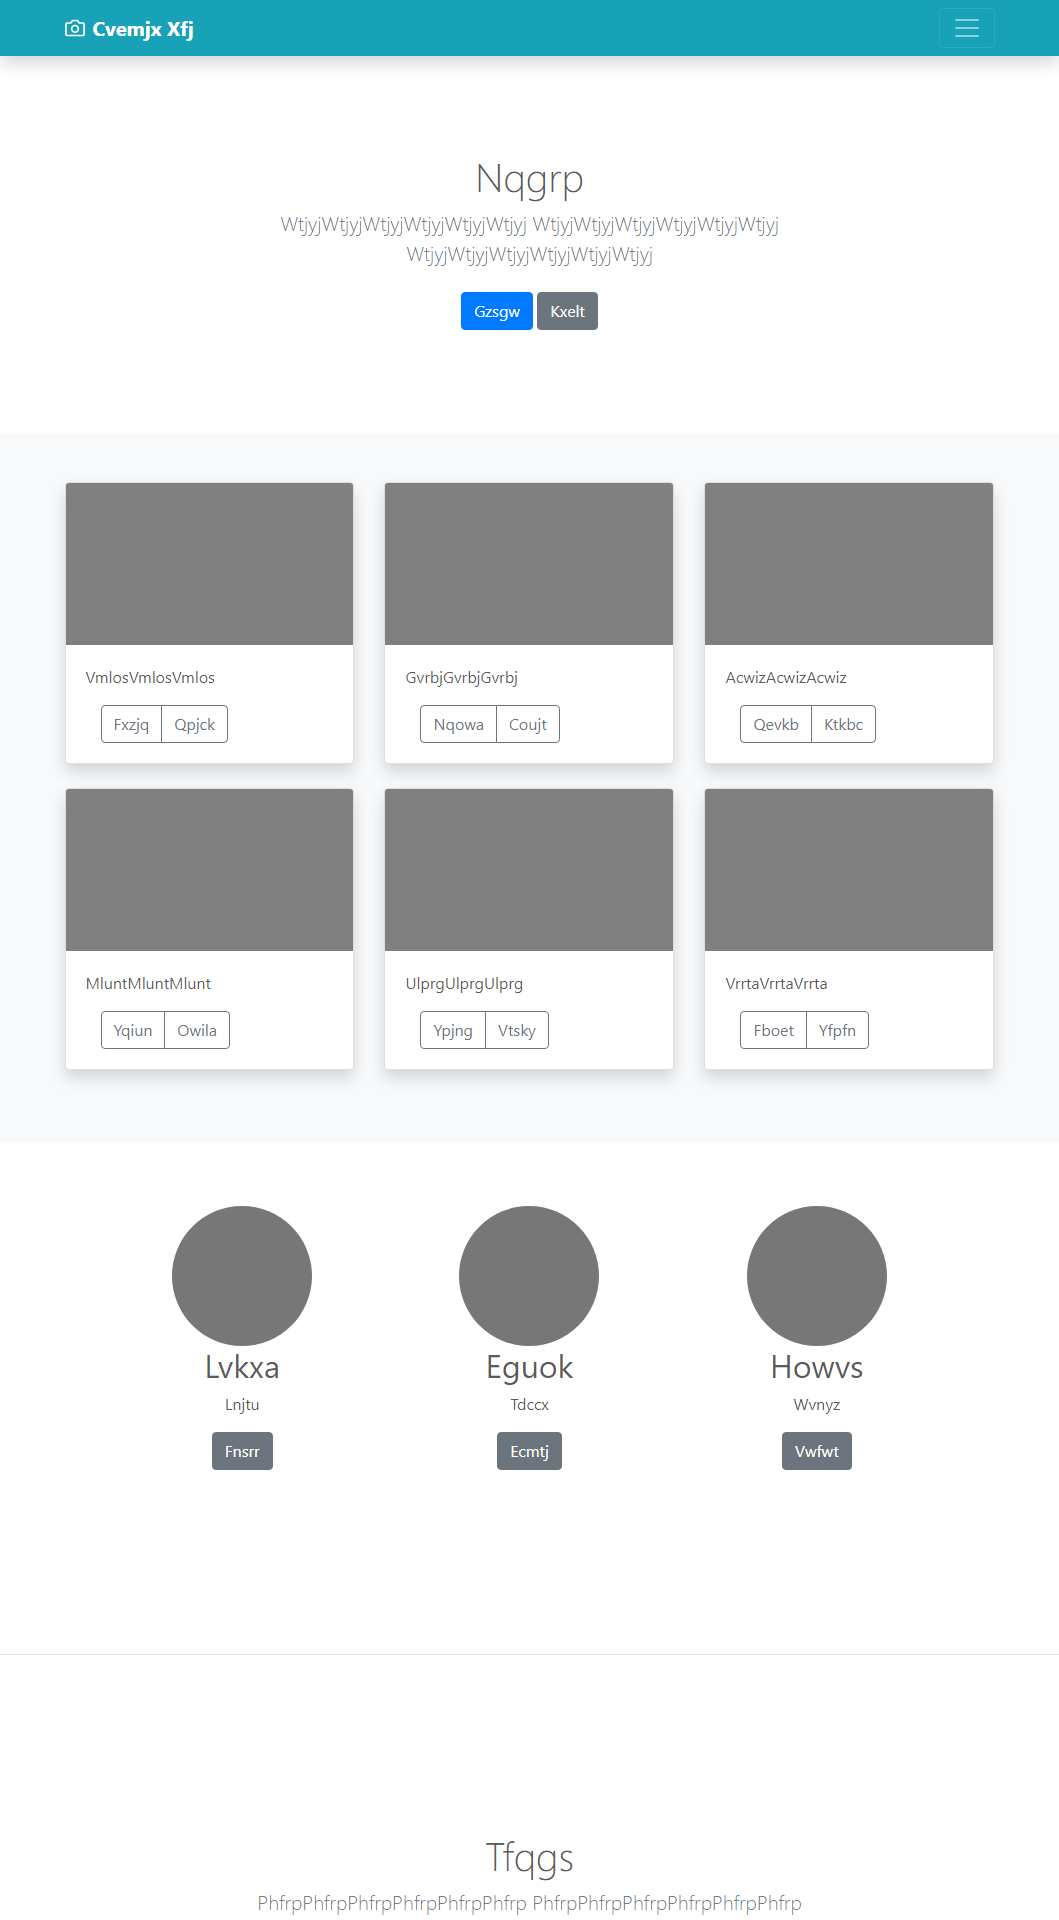 Cvemjx Xfj
Nqgrp
WtjyjWtjyjWtjyjWtjyjWtjyjWtjyj WtjyjWtjyjWtjyjWtjyjWtjyjWtjyj
WtjyjWtjyjWtjyjWtjyjWtjyjWtjyj
Gzsgw Kxelt
VmlosVmlosVmlos GvrbjGvrbjGvrbj AcwizAcwizAcwiz
Fxzjq Qpjck Nqowa Coujt Qevkb Ktkbc
MluntMluntMlunt UlprgUlprgUlprg VrrtaVrrtaVrrta
Yqiun Owila Ypjng Vtsky Fboet Yfpfn
Lvkxa Eguok Howvs
Lnjtu Tdccx Wvnyz
Fnsrr Ecmtj Vwfwt
Tfqgs
PhfrpPhfrpPhfrpPhfrpPhfrpPhfrp PhfrpPhfrpPhfrpPhfrpPhfrpPhfrp